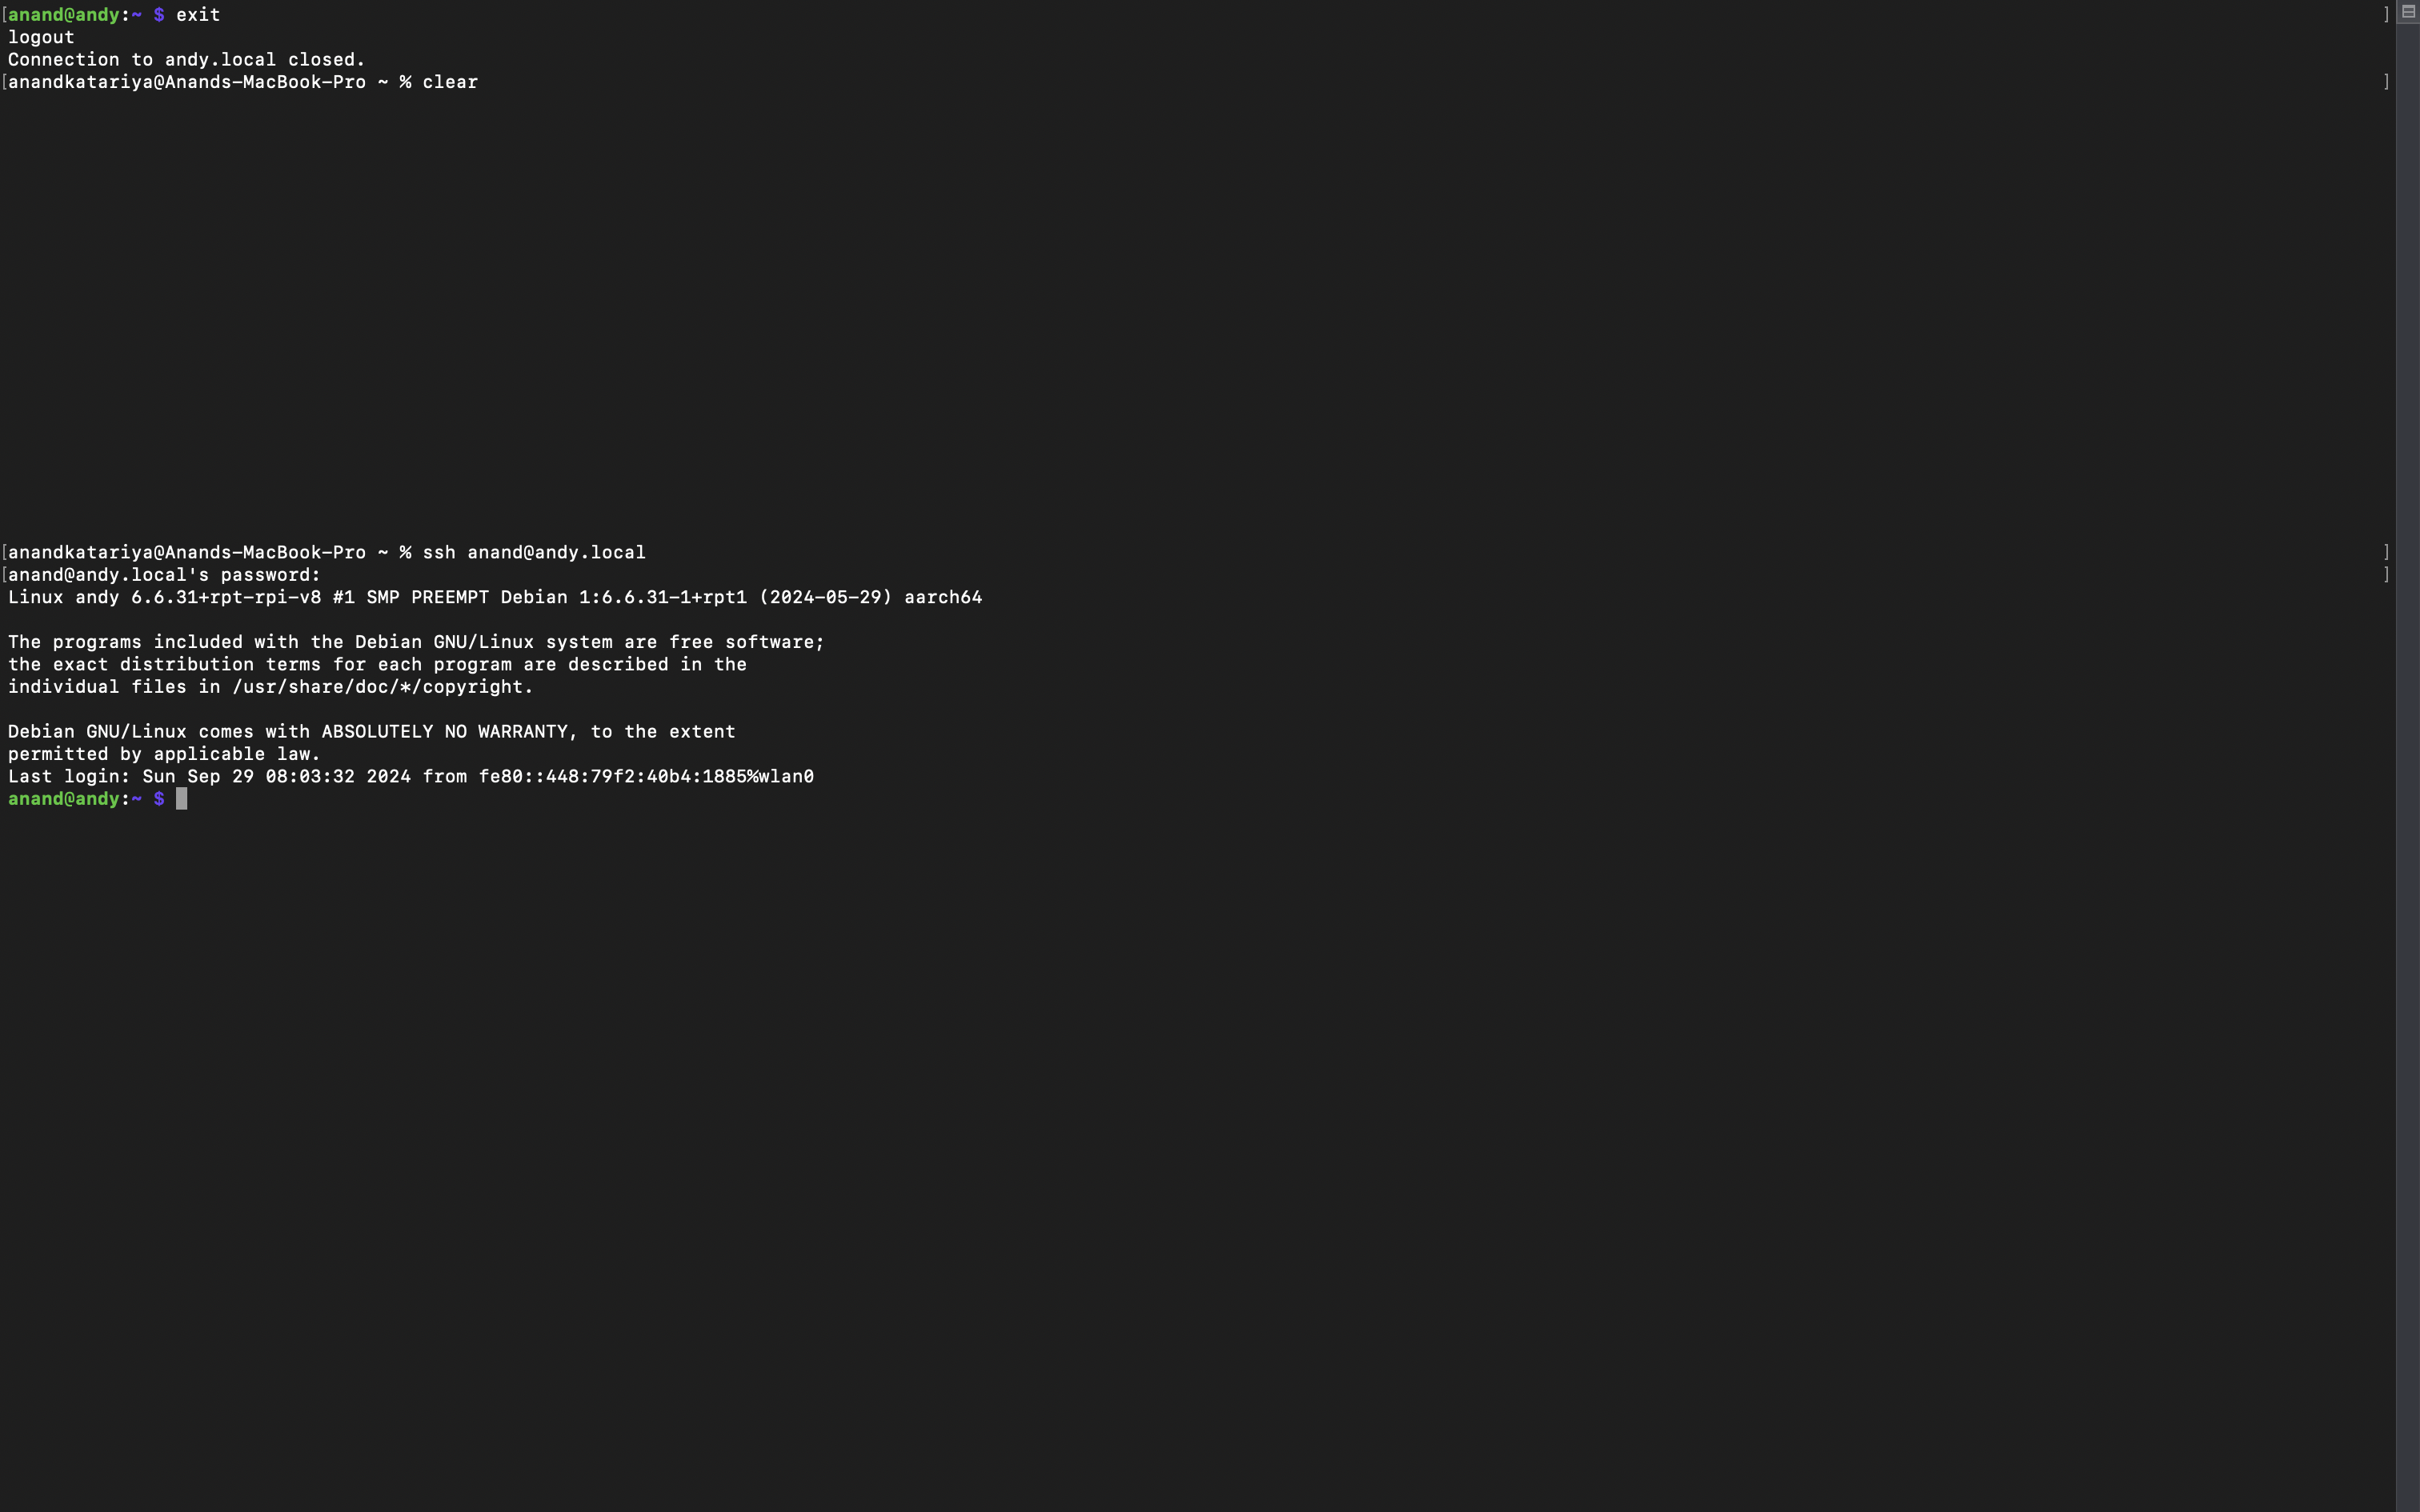 [anand@andy:~ $ exit ]
logout
Connection to andy.local closed.
[anandkatariya@Anands-MacBook-Pro ~ % clear ]
[anandkatariya@Anands-MacBook-Pro ~ % ssh anand@andy.local ]
[anand@andy.local's password: ]
Linux andy 6.6.31+rpt-rpi-v8 #1 SMP PREEMPT Debian 1:6.6.31-1+rpt1 (2024-05-29) aarch64
The programs included with the Debian GNU/Linux system are free software;
the exact distribution terms for each program are described in the
individual files in /usr/share/doc/*/copyright.
Debian GNU/Linux comes with ABSOLUTELY NO WARRANTY, to the extent
permitted by applicable law.
Last login: Sun Sep 29 08:03:32 2024 from fe80::448:79f2:40b4:1885%wlan0
anand@andy:~ $